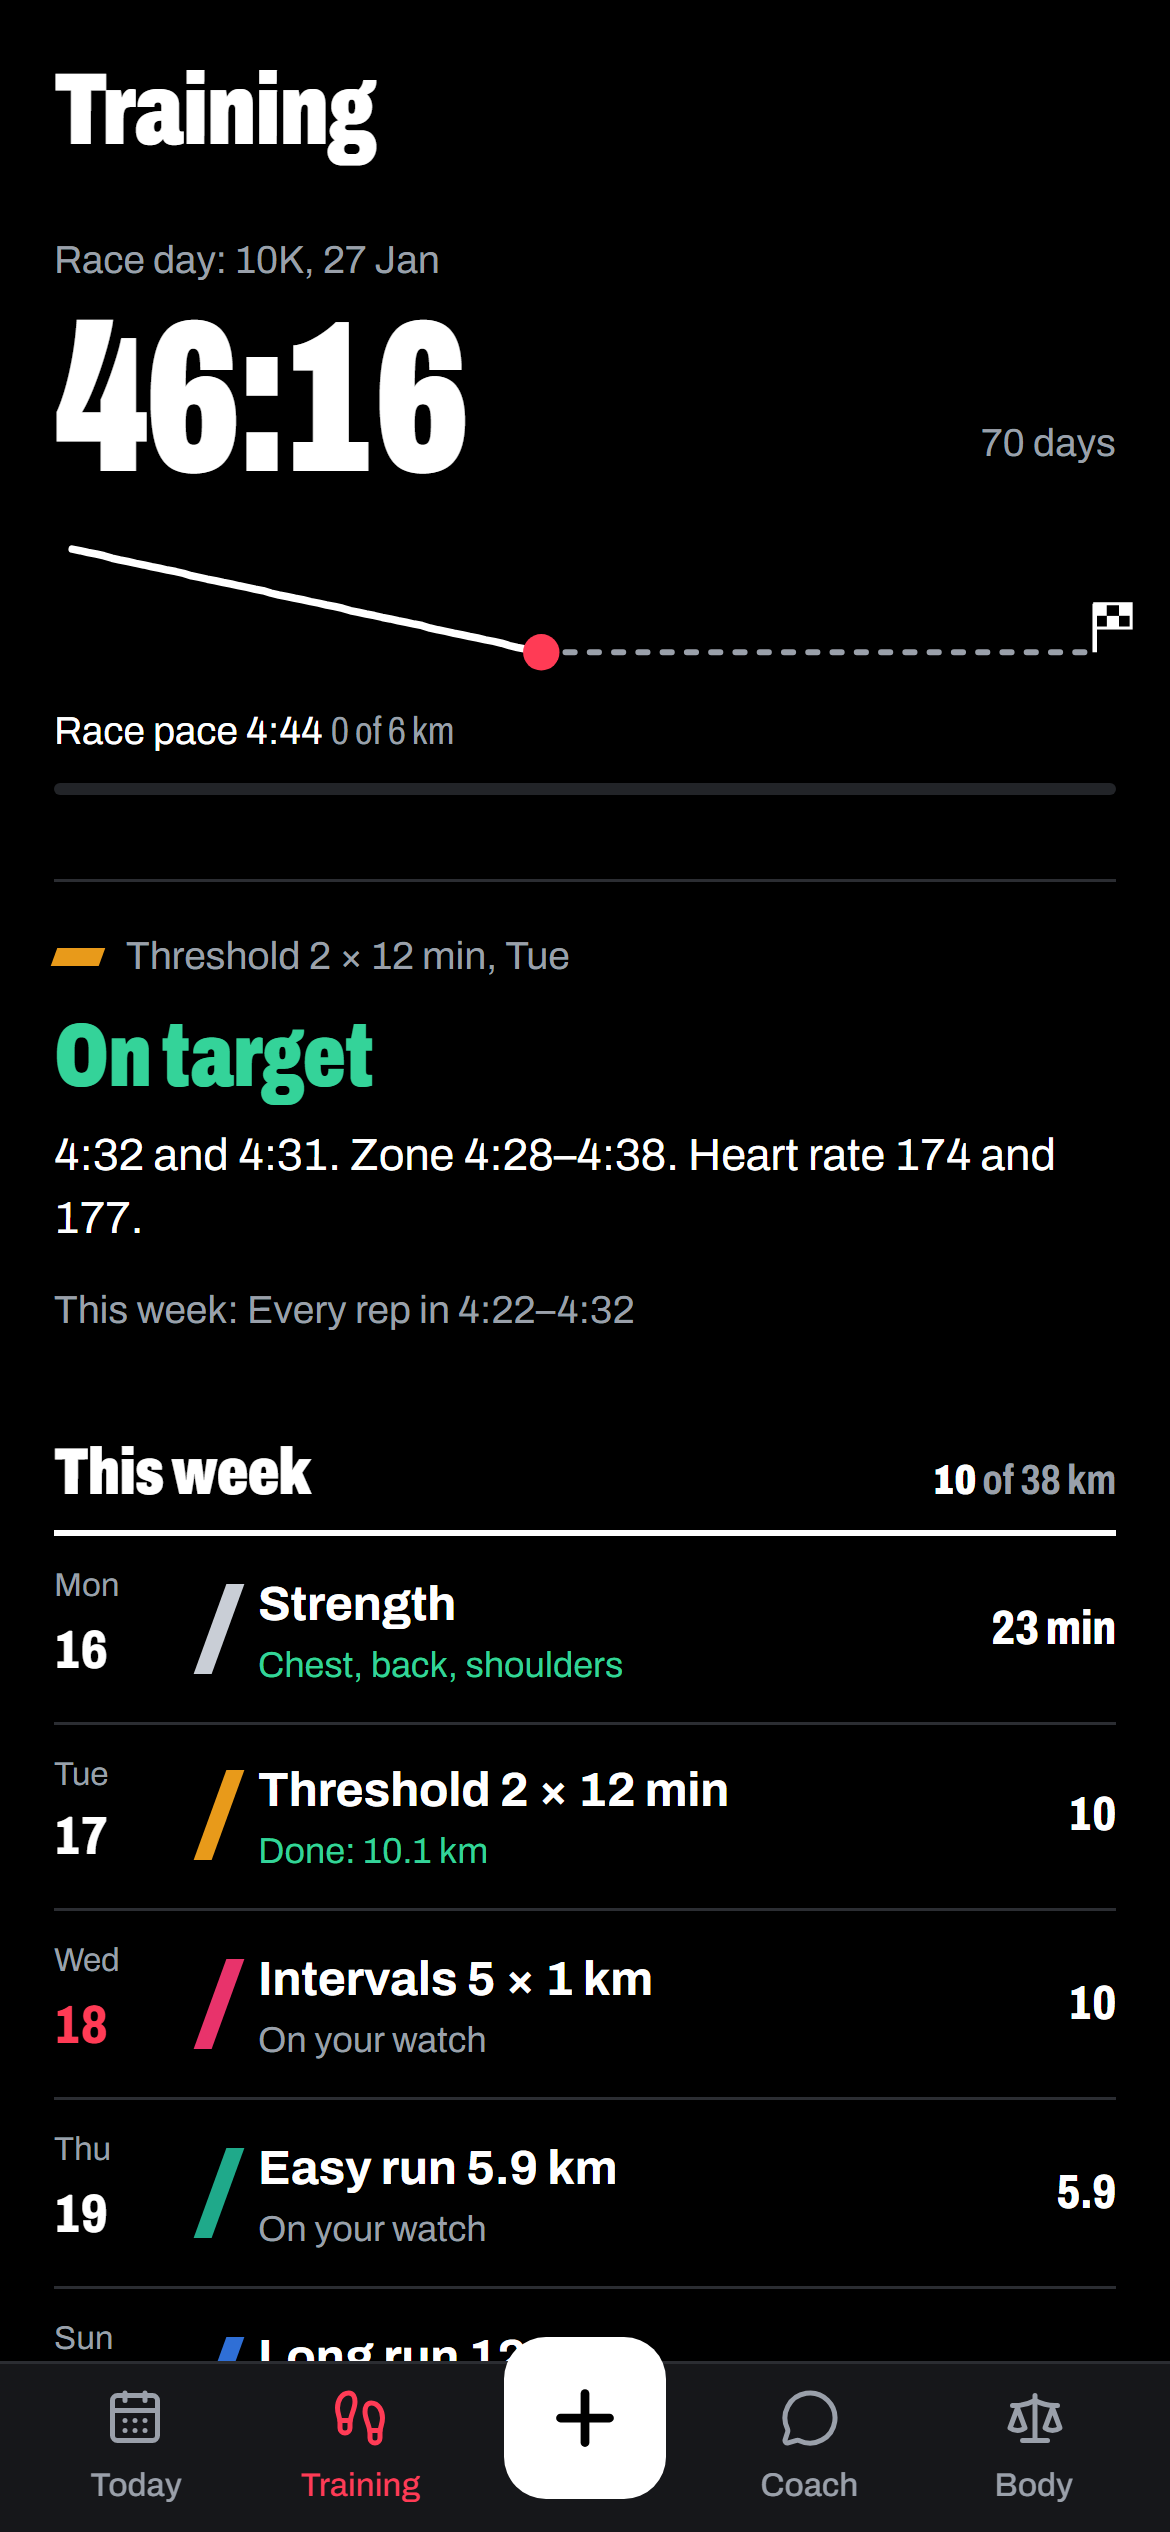 Training
Race day: 10K, 27 Jan
46:16
70 days
Race pace 4:44 0 of 6 km
Threshold 2 × 12 min, Tue
On target
4:32 and 4:31. Zone 4:28–4:38. Heart rate 174 and
177.
This week: Every rep in 4:22–4:32
This week
10 of 38 km
Mon
16
Strength
Chest, back, shoulders
23 min
Tue
17
Threshold 2 × 12 min
Done: 10.1 km
10
Wed
18
Intervals 5 × 1 km
On your watch
10
Thu
19
Easy run 5.9 km
On your watch
5.9
Sun
Long run 12
Today
Training
Coach
Body